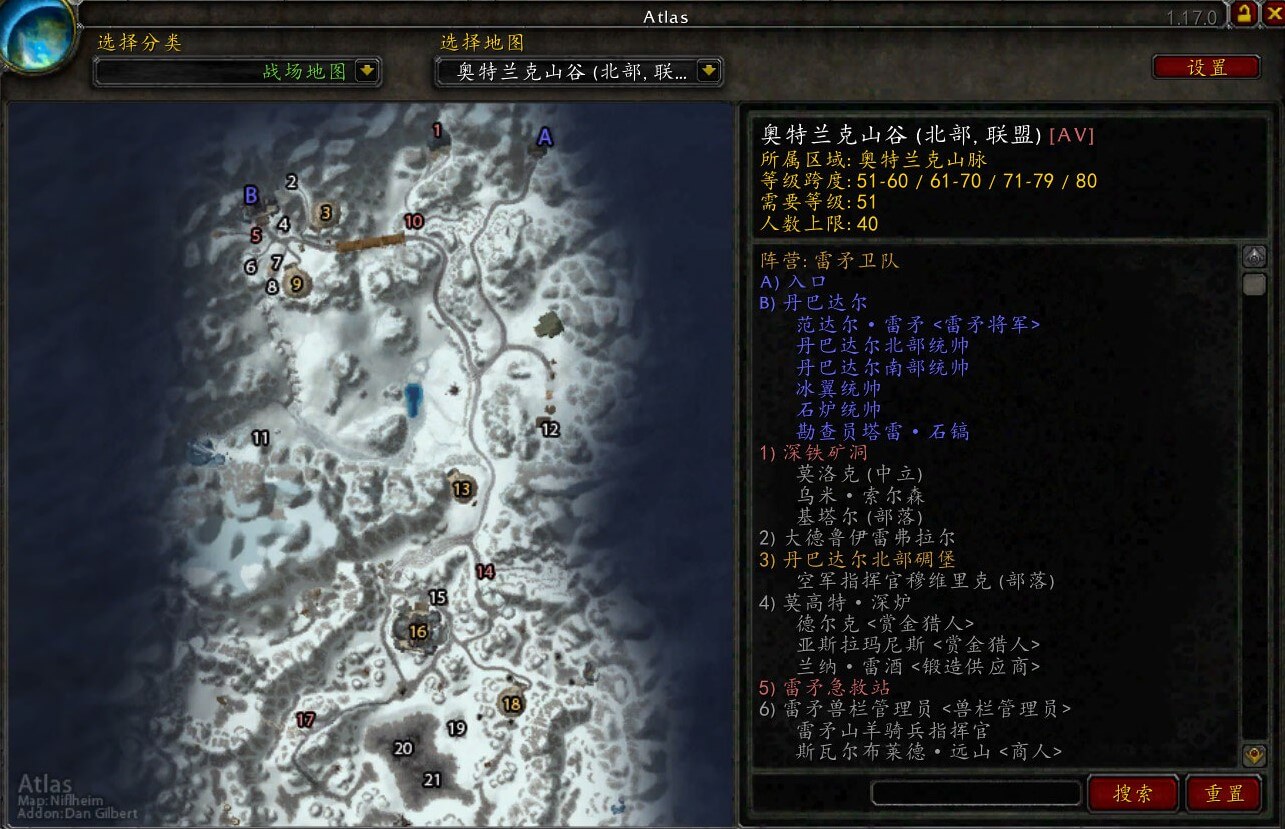 Atlas
1.17.0
选择分类
选择地图
战场地图
奥特兰克山谷 (北部, 联...
设置
1
A
B
2
3
4
5
10
6
7
8
9
11
12
13
14
15
16
17
18
19
20
21
Atlas
Map:Niflheim
Addon:Dan Gilbert
奥特兰克山谷 (北部, 联盟) [AV]
所属区域: 奥特兰克山脉
等级跨度: 51-60 / 61-70 / 71-79 / 80
需要等级: 51
人数上限: 40
阵营: 雷矛卫队
A) 入口
B) 丹巴达尔
范达尔·雷矛 <雷矛将军>
丹巴达尔北部统帅
丹巴达尔南部统帅
冰翼统帅
石炉统帅
勘查员塔雷·石镐
1) 深铁矿洞
莫洛克 (中立)
乌米·索尔森
基塔尔 (部落)
2) 大德鲁伊雷弗拉尔
3) 丹巴达尔北部碉堡
空军指挥官穆维里克 (部落)
4) 莫高特·深炉
德尔克 <赏金猎人>
亚斯拉玛尼斯 <赏金猎人>
兰纳·雷酒 <锻造供应商>
5) 雷矛急救站
6) 雷矛兽栏管理员 <兽栏管理员>
雷矛山羊骑兵指挥官
斯瓦尔布莱德·远山 <商人>
搜索
重置